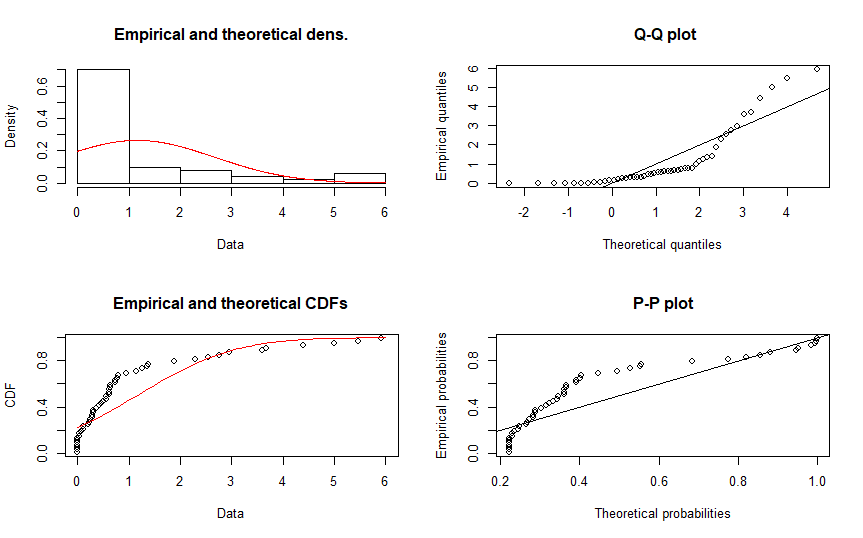 Empirical and theoretical dens.
Density
0.0 0.2 0.4 0.6
0 1 2 3 4 5 6
Data
Q-Q plot
Empirical quantiles
0 1 2 3 4 5 6
-2 -1 0 1 2 3 4
Theoretical quantiles
Empirical and theoretical CDFs
CDF
0.0 0.4 0.8
0 1 2 3 4 5 6
Data
P-P plot
Empirical probabilities
0.0 0.4 0.8
0.2 0.4 0.6 0.8 1.0
Theoretical probabilities